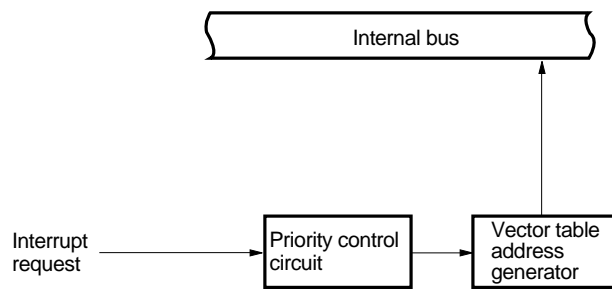 Internal bus
Interrupt
request
Priority control
circuit
Vector table
address
generator